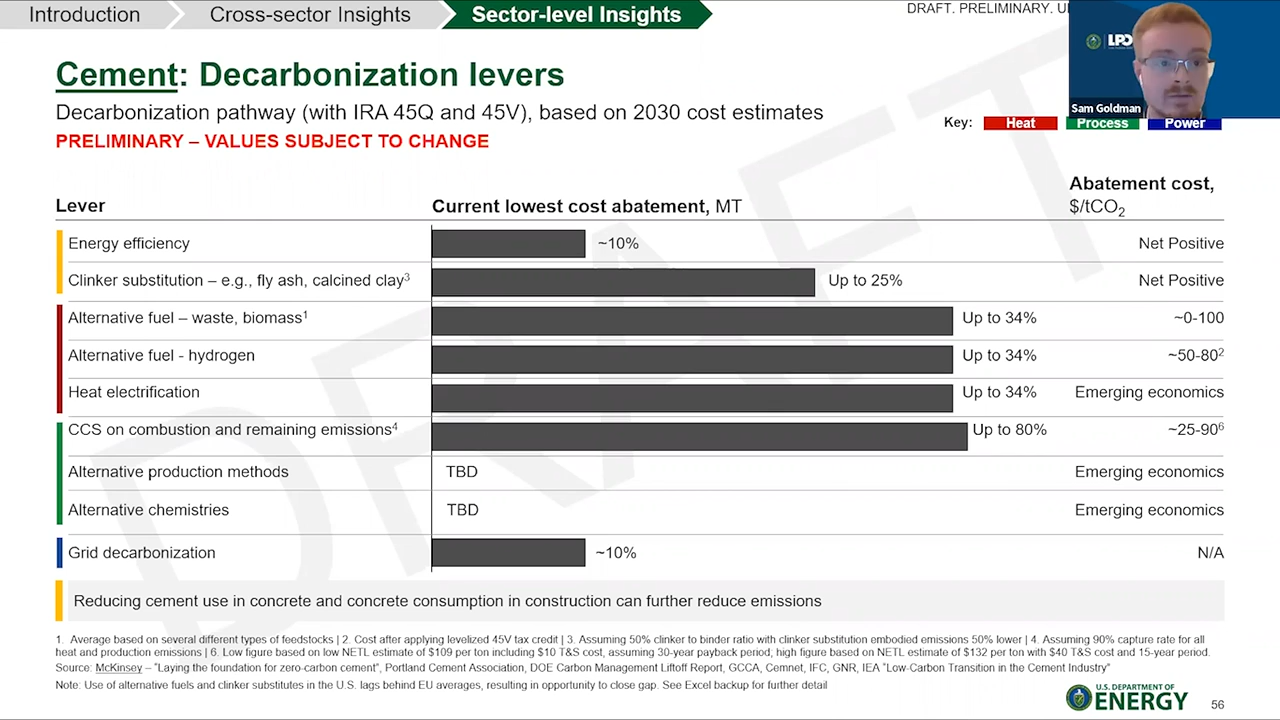 Introduction
Cross-sector Insights
Sector-level Insights
DRAFT. PRELIMINARY.
LPO
Sam Goldman
Cement: Decarbonization levers
Decarbonization pathway (with IRA 45Q and 45V), based on 2030 cost estimates
PRELIMINARY – VALUES SUBJECT TO CHANGE
Key: Heat Process Power
Lever
Current lowest cost abatement, MT
Abatement cost,
$/tCO2
Energy efficiency ~10% Net Positive
Clinker substitution – e.g., fly ash, calcined clay3 Up to 25% Net Positive
Alternative fuel – waste, biomass1 Up to 34% ~0-100
Alternative fuel - hydrogen Up to 34% ~50-802
Heat electrification Up to 34% Emerging economics
CCS on combustion and remaining emissions4 Up to 80% ~25-906
Alternative production methods TBD Emerging economics
Alternative chemistries TBD Emerging economics
Grid decarbonization ~10% N/A
Reducing cement use in concrete and concrete consumption in construction can further reduce emissions
1. Average based on several different types of feedstocks | 2. Cost after applying levelized 45V tax credit | 3. Assuming 50% clinker to binder ratio with clinker substitution embodied emissions 50% lower | 4. Assuming 90% capture rate for all
heat and production emissions | 6. Low figure based on low NETL estimate of $109 per ton including $10 T&S cost, assuming 30-year payback period; high figure based on NETL estimate of $132 per ton with $40 T&S cost and 15-year period.
Source: McKinsey – "Laying the foundation for zero-carbon cement", Portland Cement Association, DOE Carbon Management Liftoff Report, GCCA, Cemnet, IFC, GNR, IEA "Low-Carbon Transition in the Cement Industry"
Note: Use of alternative fuels and clinker substitutes in the U.S. lags behind EU averages, resulting in opportunity to close gap. See Excel backup for further detail
U.S. DEPARTMENT OF
ENERGY
56
DRAFT